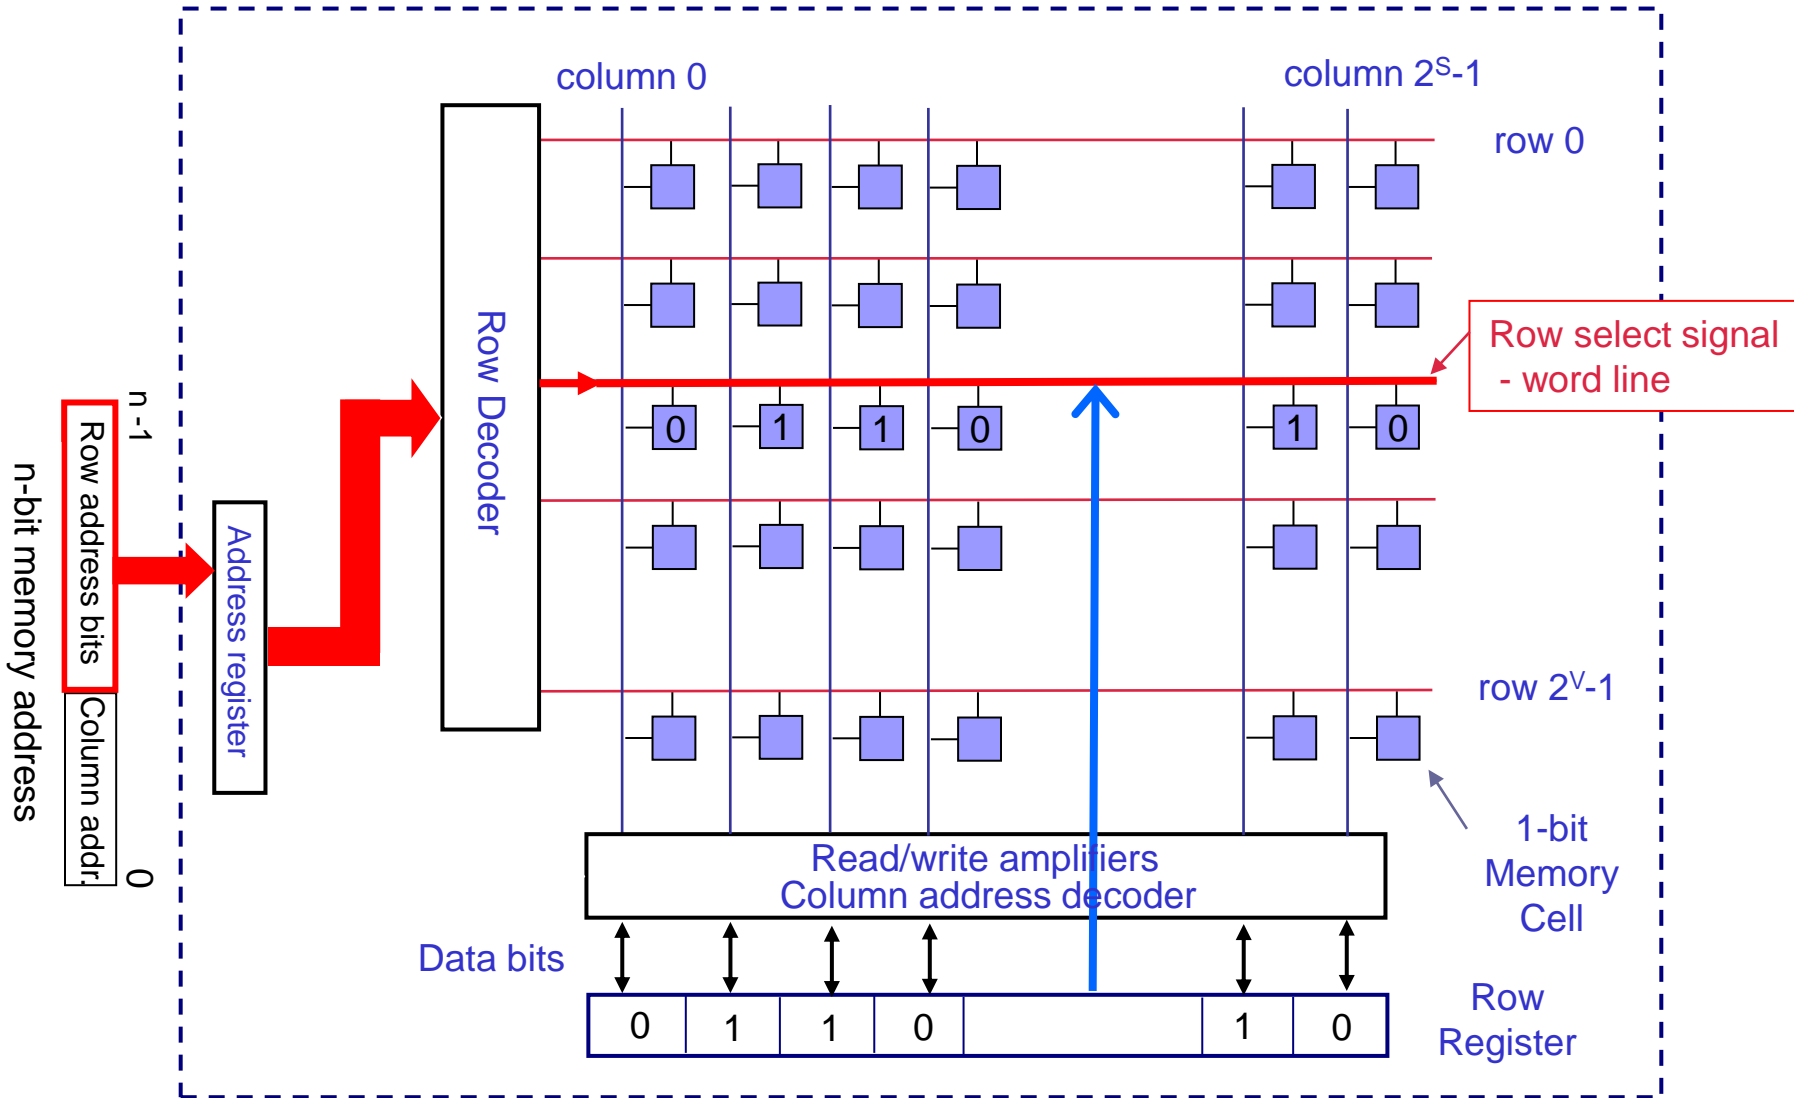 column 0
column 2^S-1
row 0
Row Decoder
Row select signal
- word line
0 1 1 0 1 0
n -1
Row address bits
Column addr.
0
n-bit memory address
Address register
row 2^V-1
1-bit
Memory
Cell
Read/write amplifiers
Column address decoder
Data bits
0 1 1 0 1 0
Row
Register